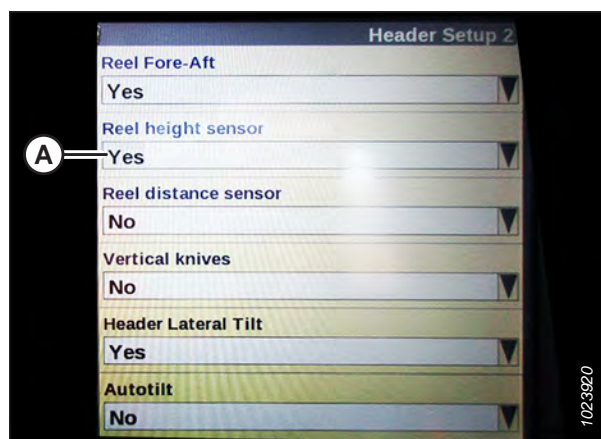 Header Setup 2
Reel Fore-Aft
Yes
Reel height sensor
A
Yes
Reel distance sensor
No
Vertical knives
No
Header Lateral Tilt
Yes
Autotilt
No
1023920